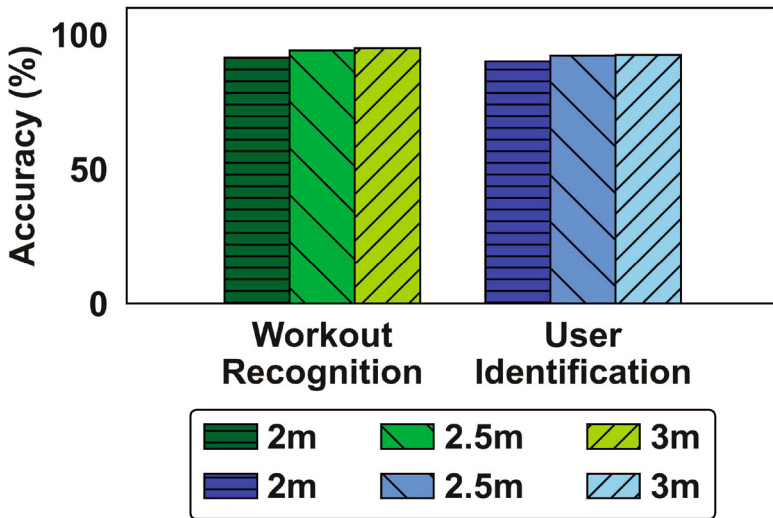 Accuracy (%)
100
50
0
Workout
Recognition
User
Identification
2m 2.5m 3m
2m 2.5m 3m